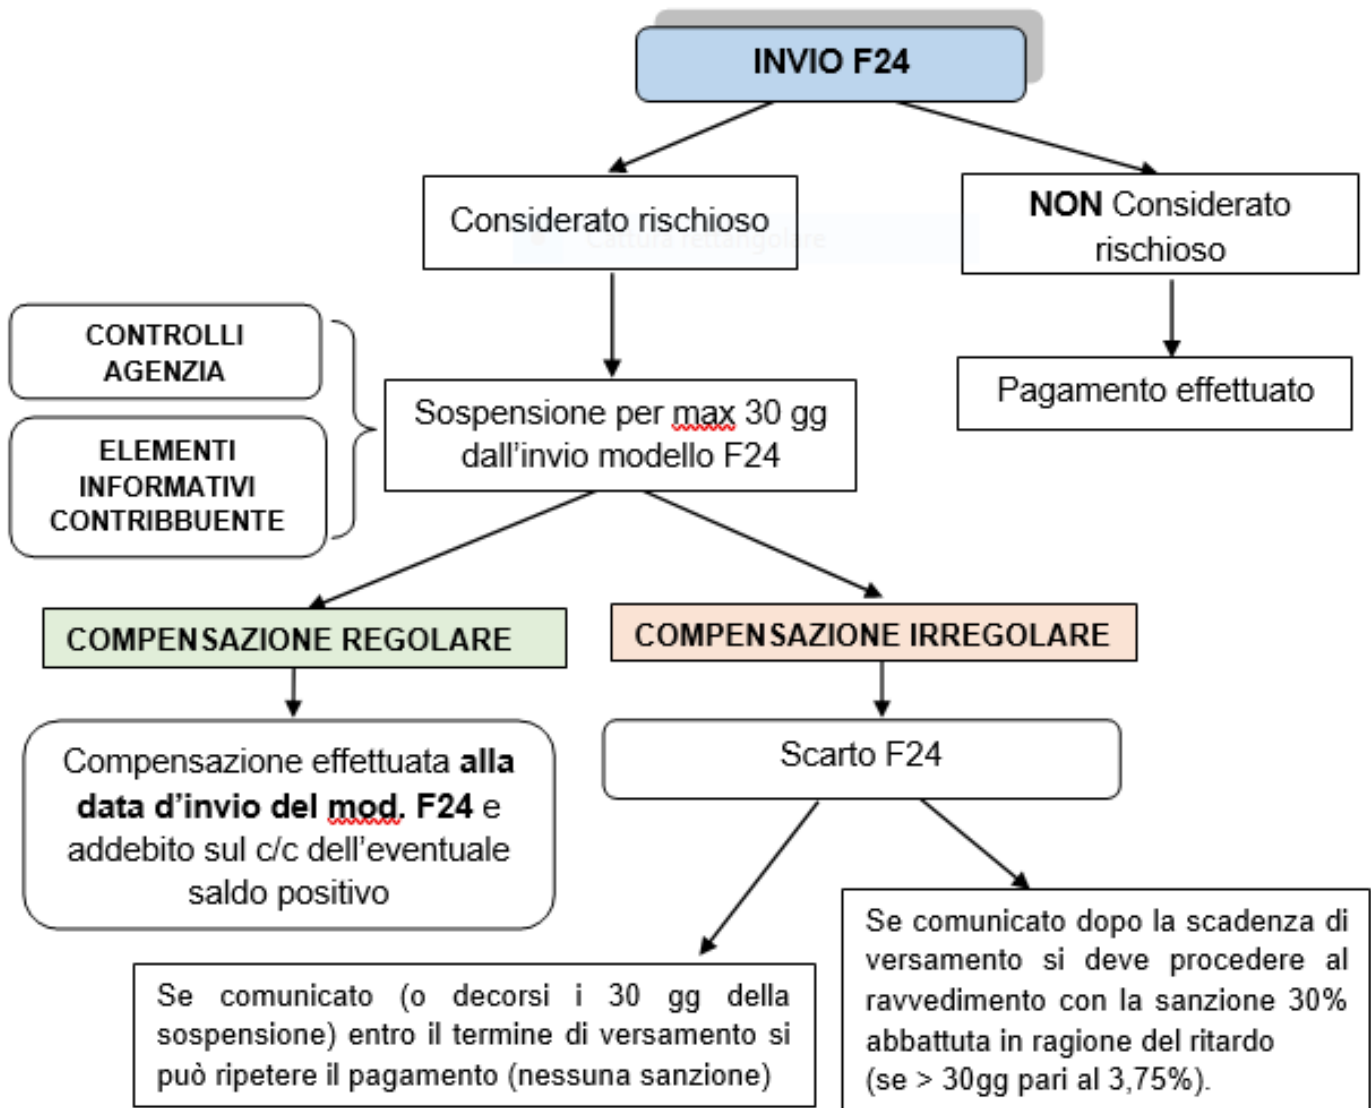 INVIO F24
Considerato rischioso
Cattura rettangolare
NON Considerato
rischioso
CONTROLLI
AGENZIA
ELEMENTI
INFORMATIVI
CONTRIBBUENTE
Sospensione per max 30 gg
dall'invio modello F24
Pagamento effettuato
COMPENSAZIONE REGOLARE
COMPENSAZIONE IRREGOLARE
Compensazione effettuata alla
data d'invio del mod. F24 e
addebito sul c/c dell'eventuale
saldo positivo
Scarto F24
Se comunicato (o decorsi i 30 gg della
sospensione) entro il termine di versamento si
può ripetere il pagamento (nessuna sanzione)
Se comunicato dopo la scadenza di
versamento si deve procedere al
ravvedimento con la sanzione 30%
abbattuta in ragione del ritardo
(se > 30gg pari al 3,75%).